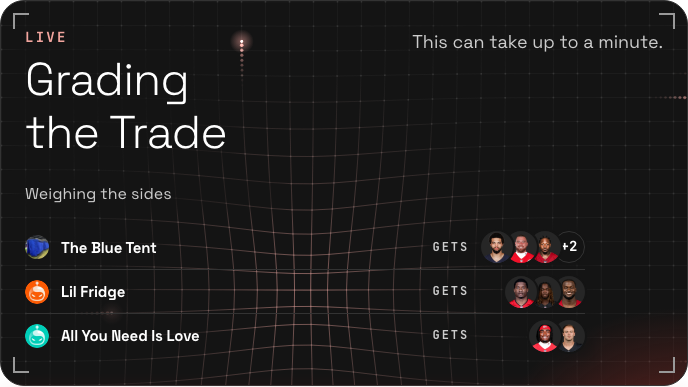 LIVE
This can take up to a minute.
Grading
the Trade
Weighing the sides
The Blue Tent GETS +2
Lil Fridge GETS
All You Need Is Love GETS